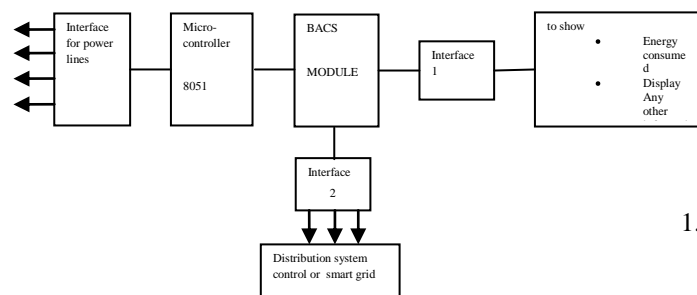 Interface
for power
lines
Micro-
controller
8051
BACS
MODULE
Interface
1
to show
• Energy
consume
d
• Display
Any
other
Interface
2
1.
Distribution system
control or smart grid